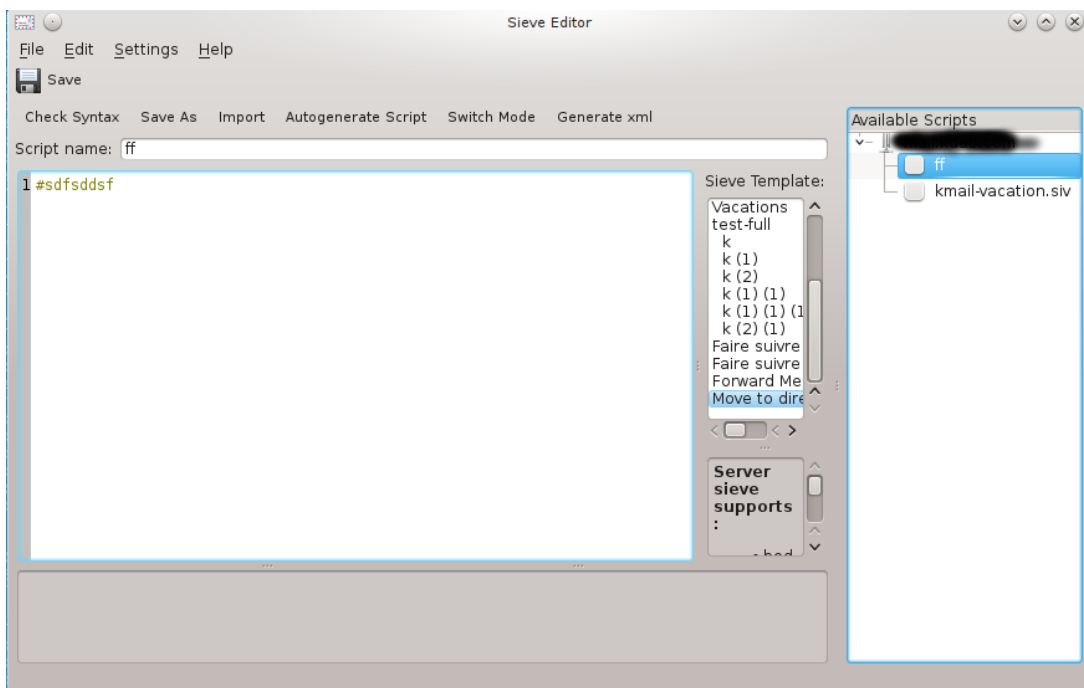 Sieve Editor
File Edit Settings Help
Save
Check Syntax Save As Import Autogenerate Script Switch Mode Generate xml
Script name: ff
1 #sdfsddsf
Sieve Template:
Vacations
test-full
k
k (1)
k (2)
k (1) (1)
k (1) (1) (1
k (2) (1)
Faire suivre
Faire suivre
Forward Me
Move to dire
Server
sieve
supports
:
Available Scripts
ff
kmail-vacation.siv